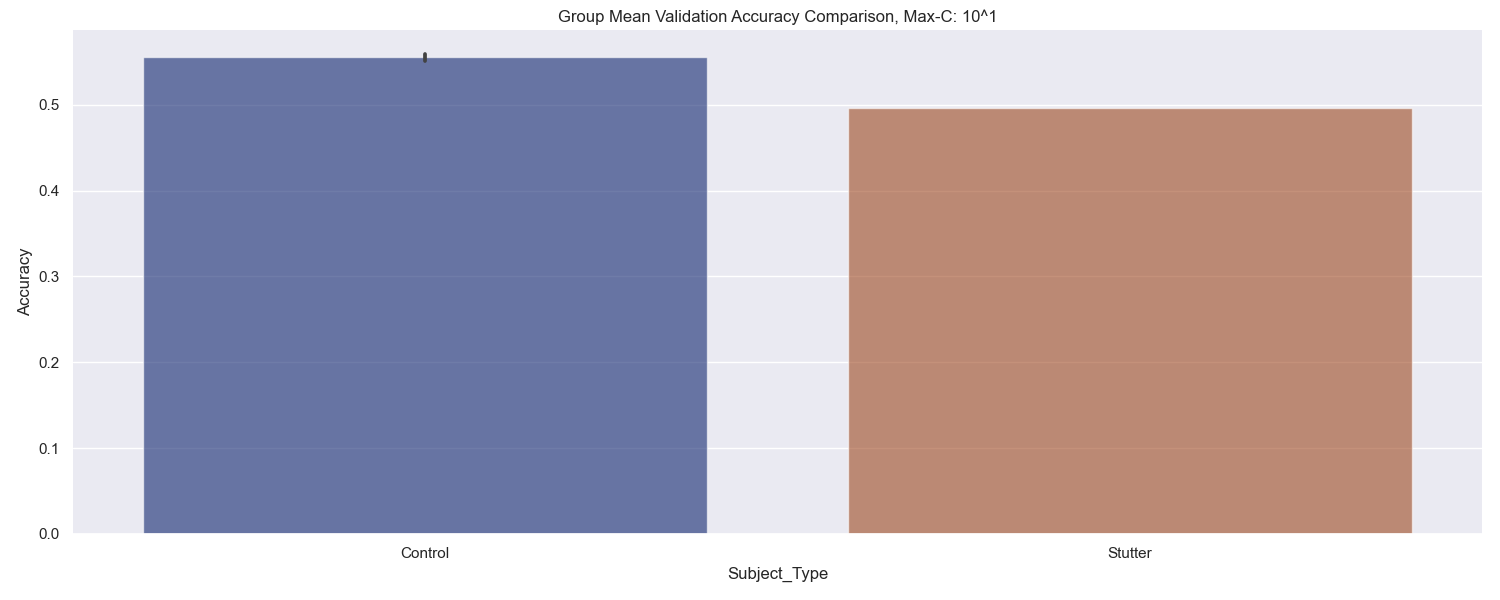 Group Mean Validation Accuracy Comparison, Max-C: 10^1
Accuracy
0.5
0.4
0.3
0.2
0.1
0.0
Control
Stutter
Subject_Type